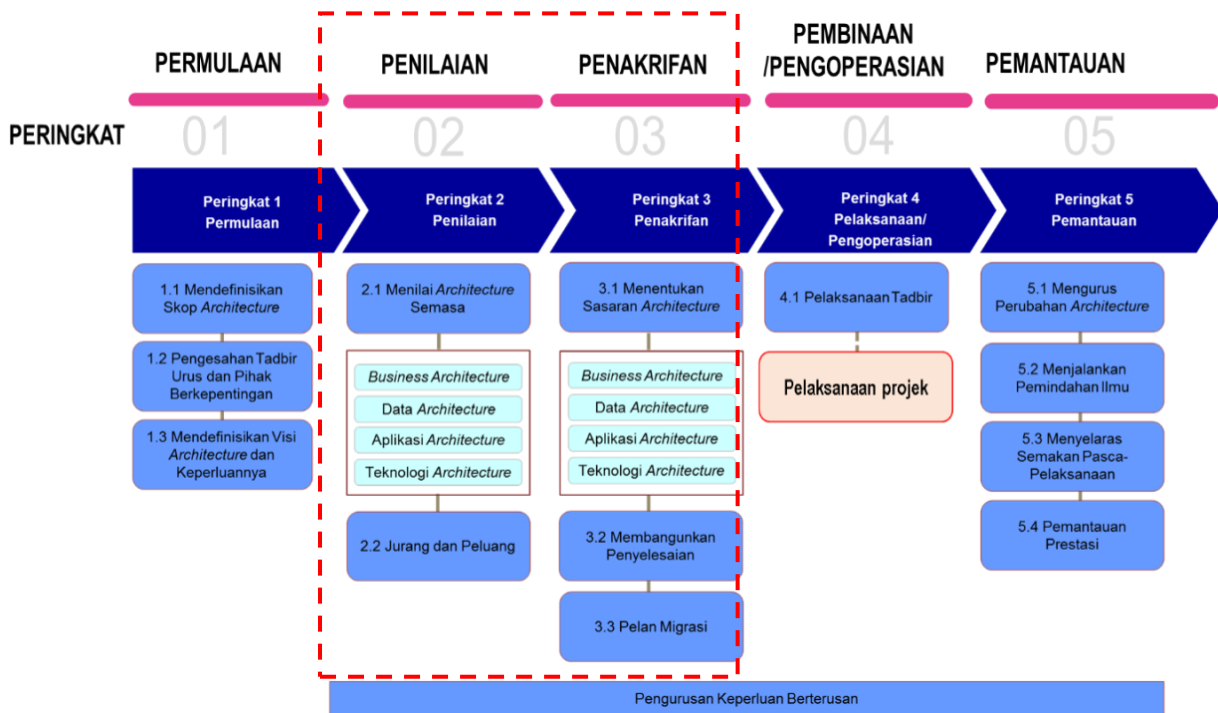 PERMULAAN
PENILAIAN
PENAKRIFAN
PEMBINAAN
/PENGOPERASIAN
PEMANTAUAN
PERINGKAT
01
02
03
04
05
Peringkat 1
Permulaan
Peringkat 2
Penilaian
Peringkat 3
Penakrifan
Peringkat 4
Pelaksanaan/
Pengoperasian
Peringkat 5
Pemantauan
1.1 Mendefinisikan
Skop Architecture
1.2 Pengesahan Tadbir
Urus dan Pihak
Berkepentingan
1.3 Mendefinisikan Visi
Architecture dan
Keperluannya
2.1 Menilai Architecture
Semasa
Business Architecture
Data Architecture
Aplikasi Architecture
Teknologi Architecture
2.2 Jurang dan Peluang
3.1 Menentukan
Sasaran Architecture
Business Architecture
Data Architecture
Aplikasi Architecture
Teknologi Architecture
3.2 Membangunkan
Penyelesaian
3.3 Pelan Migrasi
4.1 Pelaksanaan Tadbir
Pelaksanaan projek
5.1 Mengurus
Perubahan Architecture
5.2 Menjalankan
Pemindahan Ilmu
5.3 Menyelaras
Semakan Pasca-
Pelaksanaan
5.4 Pemantauan
Prestasi
Pengurusan Keperluan Berterusan